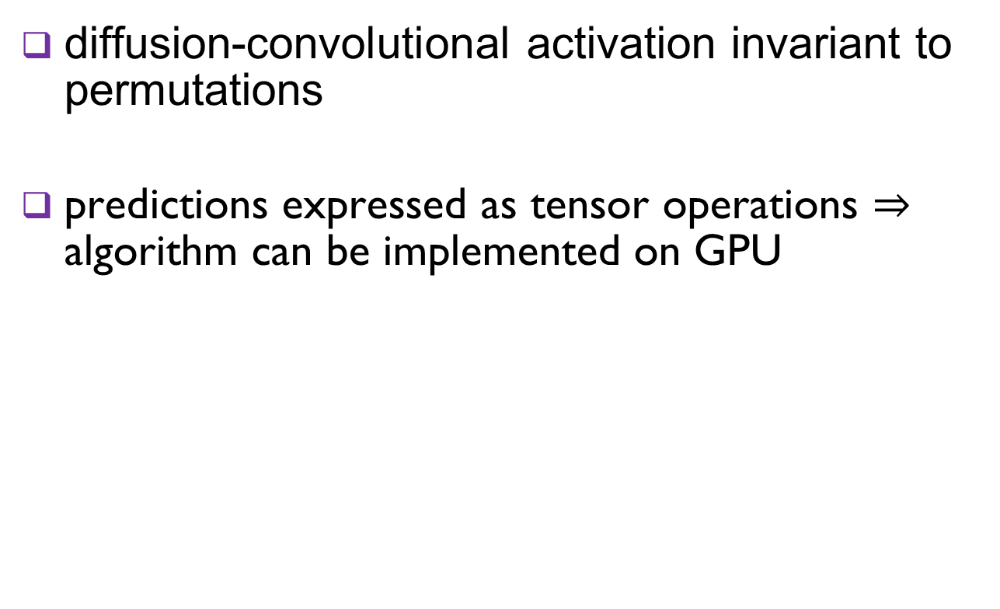 ❑ diffusion-convolutional activation invariant to
permutations
❑ predictions expressed as tensor operations ⇒
algorithm can be implemented on GPU